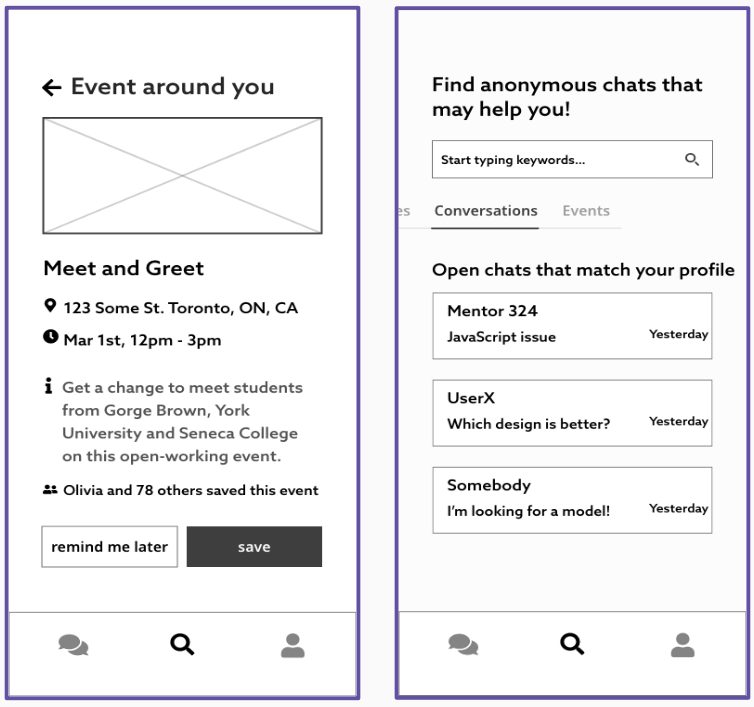 Event around you
Meet and Greet
123 Some St. Toronto, ON, CA
Mar 1st, 12pm - 3pm
Get a change to meet students
from Gorge Brown, York
University and Seneca College
on this open-working event.
Olivia and 78 others saved this event
remind me later
save
Find anonymous chats that
may help you!
Start typing keywords...
es Conversations Events
Open chats that match your profile
Mentor 324
JavaScript issue Yesterday
UserX
Which design is better? Yesterday
Somebody
I'm looking for a model! Yesterday